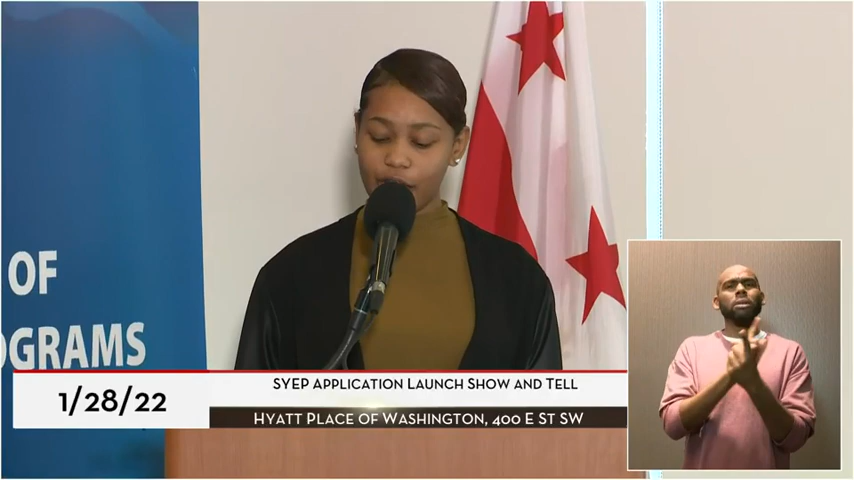 OF
OGRAMS
1/28/22
SYEP Application Launch Show and Tell
Hyatt Place of Washington, 400 E St SW